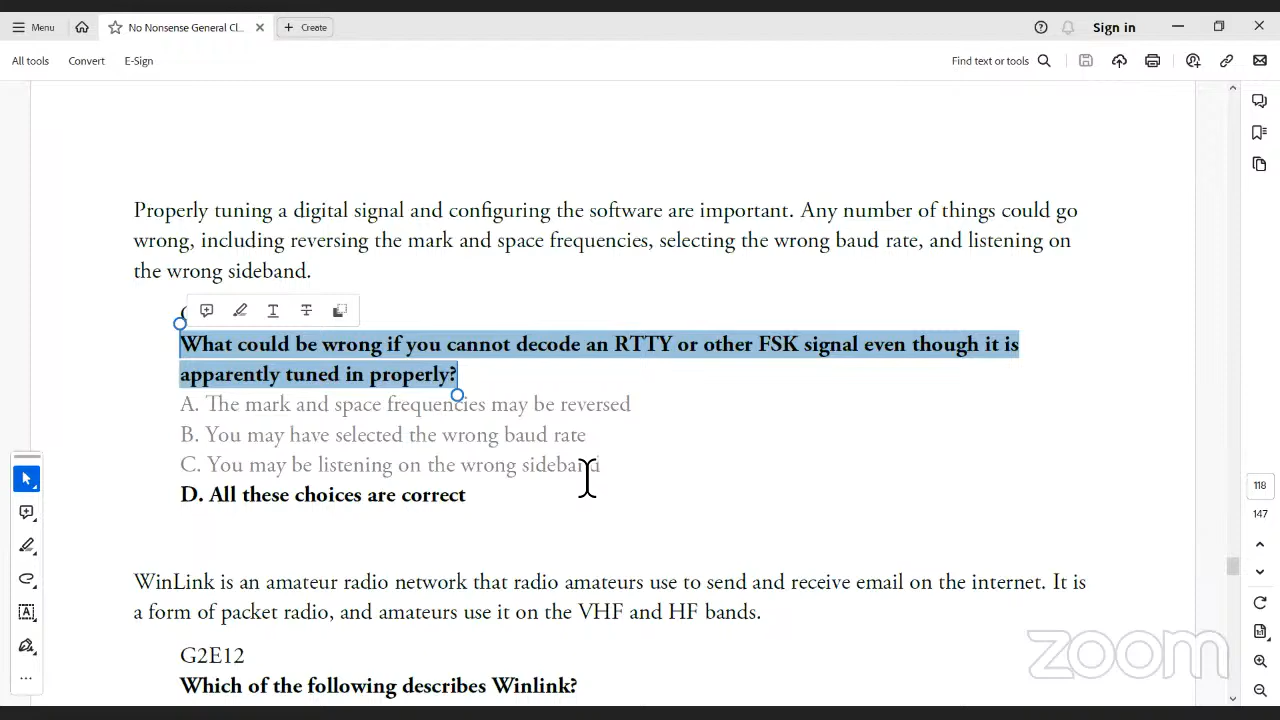 Menu
No Nonsense General Cl...
Create
Sign in
All tools
Convert
E-Sign
Find text or tools
Properly tuning a digital signal and configuring the software are important. Any number of things could go
wrong, including reversing the mark and space frequencies, selecting the wrong baud rate, and listening on
the wrong sideband.
What could be wrong if you cannot decode an RTTY or other FSK signal even though it is
apparently tuned in properly?
A. The mark and space frequencies may be reversed
B. You may have selected the wrong baud rate
C. You may be listening on the wrong sideband
D. All these choices are correct
118
147
WinLink is an amateur radio network that radio amateurs use to send and receive email on the internet. It is
a form of packet radio, and amateurs use it on the VHF and HF bands.
G2E12
Which of the following describes Winlink?
zoom